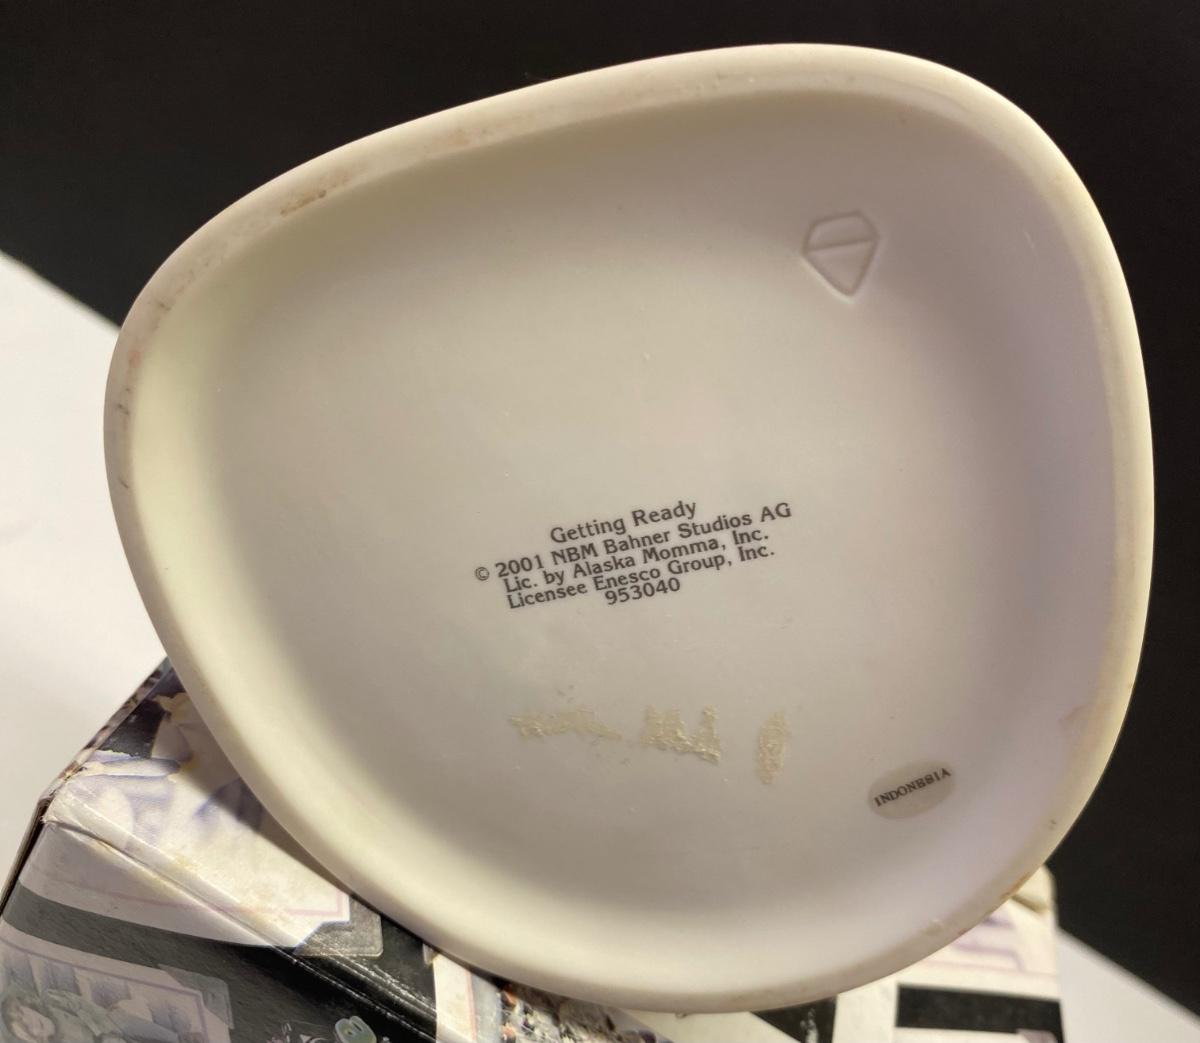 Getting Ready
© 2001 NBM Bahner Studios AG
Lic. by Alaska Momma, Inc.
Licensee Enesco Group, Inc.
953040
INDONESIA